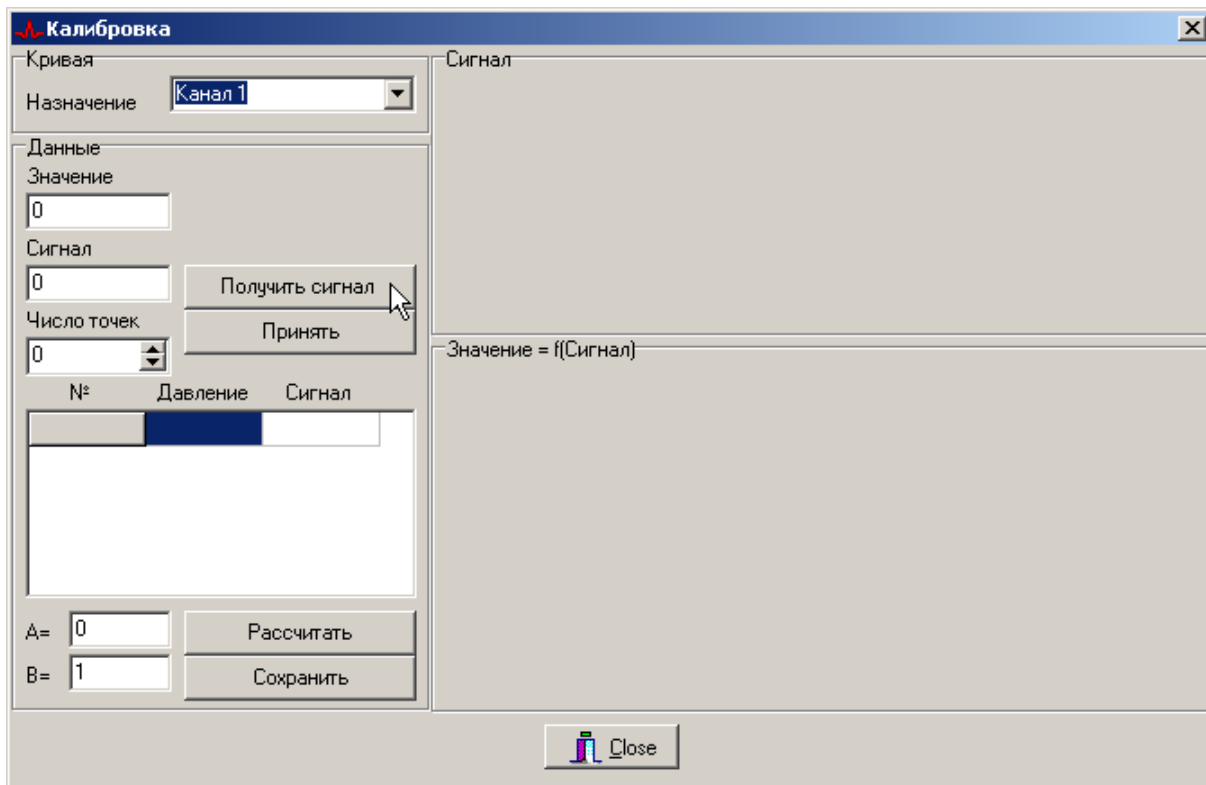 Калибровка
Кривая
Назначение
Канал 1
Данные
Значение
0
Сигнал
0
Получить сигнал
Число точек
Принять
0
№ Давление Сигнал
A= 0
Рассчитать
B= 1
Сохранить
Сигнал
Значение = f(Сигнал)
Close